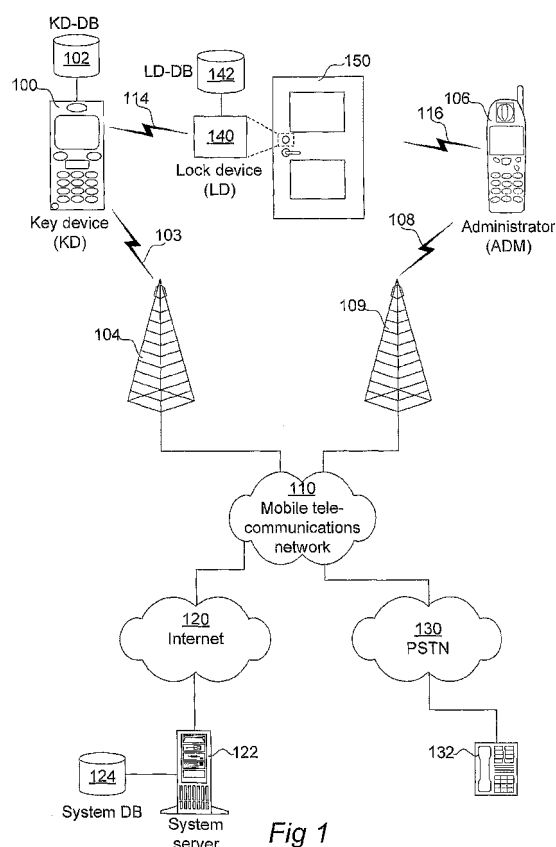 KD-DB
102
100
114
LD-DB
142
140
Lock device
(LD)
150
116
106
Key device
(KD)
103
Administrator
(ADM)
108
104
109
110
Mobile tele-
communications
network
120
Internet
130
PSTN
122
124
System DB
System
server
132
Fig 1